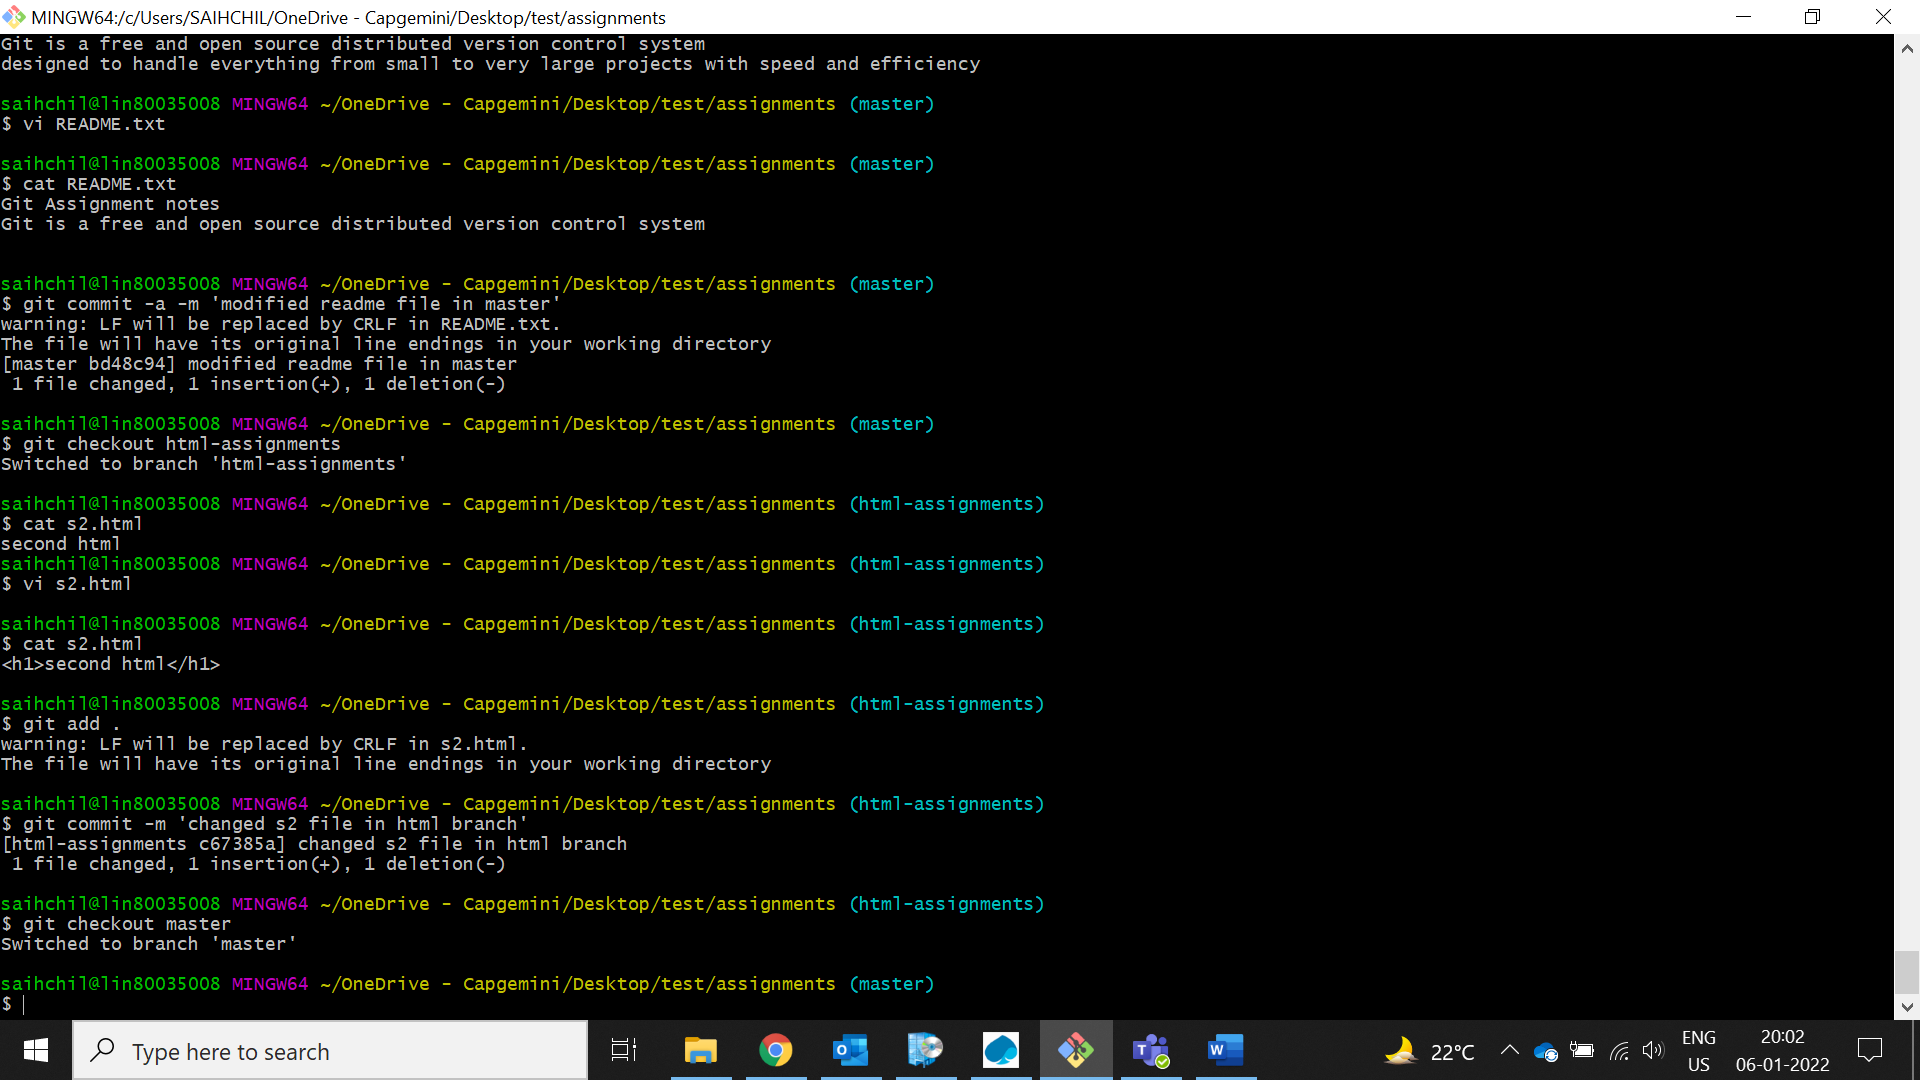 MINGW64:/c/Users/SAIHCHIL/OneDrive - Capgemini/Desktop/test/assignments
Git is a free and open source distributed version control system
designed to handle everything from small to very large projects with speed and efficiency
saihchil@lin80035008 MINGW64 ~/OneDrive - Capgemini/Desktop/test/assignments (master)
$ vi README.txt
saihchil@lin80035008 MINGW64 ~/OneDrive - Capgemini/Desktop/test/assignments (master)
$ cat README.txt
Git Assignment notes
Git is a free and open source distributed version control system
saihchil@lin80035008 MINGW64 ~/OneDrive - Capgemini/Desktop/test/assignments (master)
$ git commit -a -m 'modified readme file in master'
warning: LF will be replaced by CRLF in README.txt.
The file will have its original line endings in your working directory
[master bd48c94] modified readme file in master
 1 file changed, 1 insertion(+), 1 deletion(-)
saihchil@lin80035008 MINGW64 ~/OneDrive - Capgemini/Desktop/test/assignments (master)
$ git checkout html-assignments
Switched to branch 'html-assignments'
saihchil@lin80035008 MINGW64 ~/OneDrive - Capgemini/Desktop/test/assignments (html-assignments)
$ cat s2.html
second html
saihchil@lin80035008 MINGW64 ~/OneDrive - Capgemini/Desktop/test/assignments (html-assignments)
$ vi s2.html
saihchil@lin80035008 MINGW64 ~/OneDrive - Capgemini/Desktop/test/assignments (html-assignments)
$ cat s2.html
<h1>second html</h1>
saihchil@lin80035008 MINGW64 ~/OneDrive - Capgemini/Desktop/test/assignments (html-assignments)
$ git add .
warning: LF will be replaced by CRLF in s2.html.
The file will have its original line endings in your working directory
saihchil@lin80035008 MINGW64 ~/OneDrive - Capgemini/Desktop/test/assignments (html-assignments)
$ git commit -m 'changed s2 file in html branch'
[html-assignments c67385a] changed s2 file in html branch
 1 file changed, 1 insertion(+), 1 deletion(-)
saihchil@lin80035008 MINGW64 ~/OneDrive - Capgemini/Desktop/test/assignments (html-assignments)
$ git checkout master
Switched to branch 'master'
saihchil@lin80035008 MINGW64 ~/OneDrive - Capgemini/Desktop/test/assignments (master)
$
Type here to search
22°C
ENG
US
20:02
06-01-2022